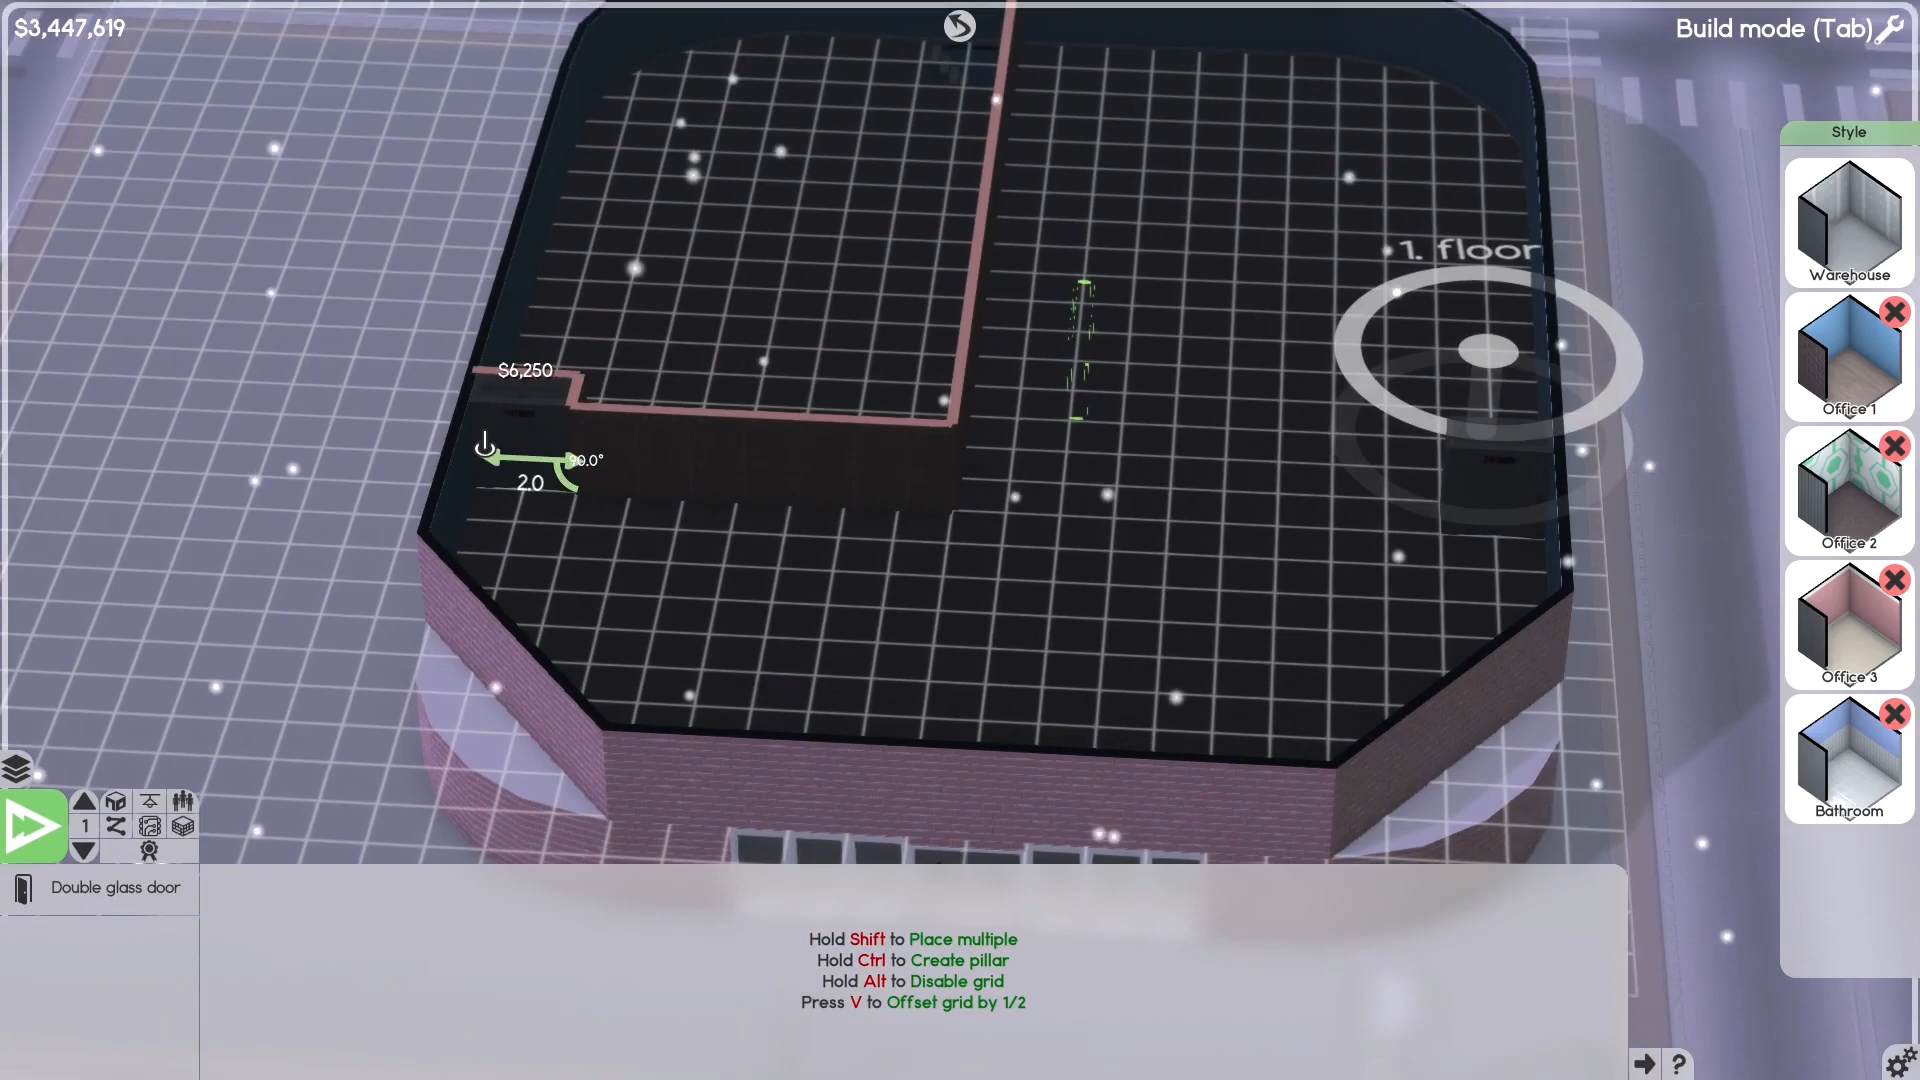 $3,447,619
Build mode (Tab)
Style
1. floor
Warehouse
$6,250
Office 1
90.0°
2.0
Office 2
Office 3
Bathroom
1
Double glass door
Hold Shift to Place multiple
Hold Ctrl to Create pillar
Hold Alt to Disable grid
Press V to Offset grid by 1/2
?